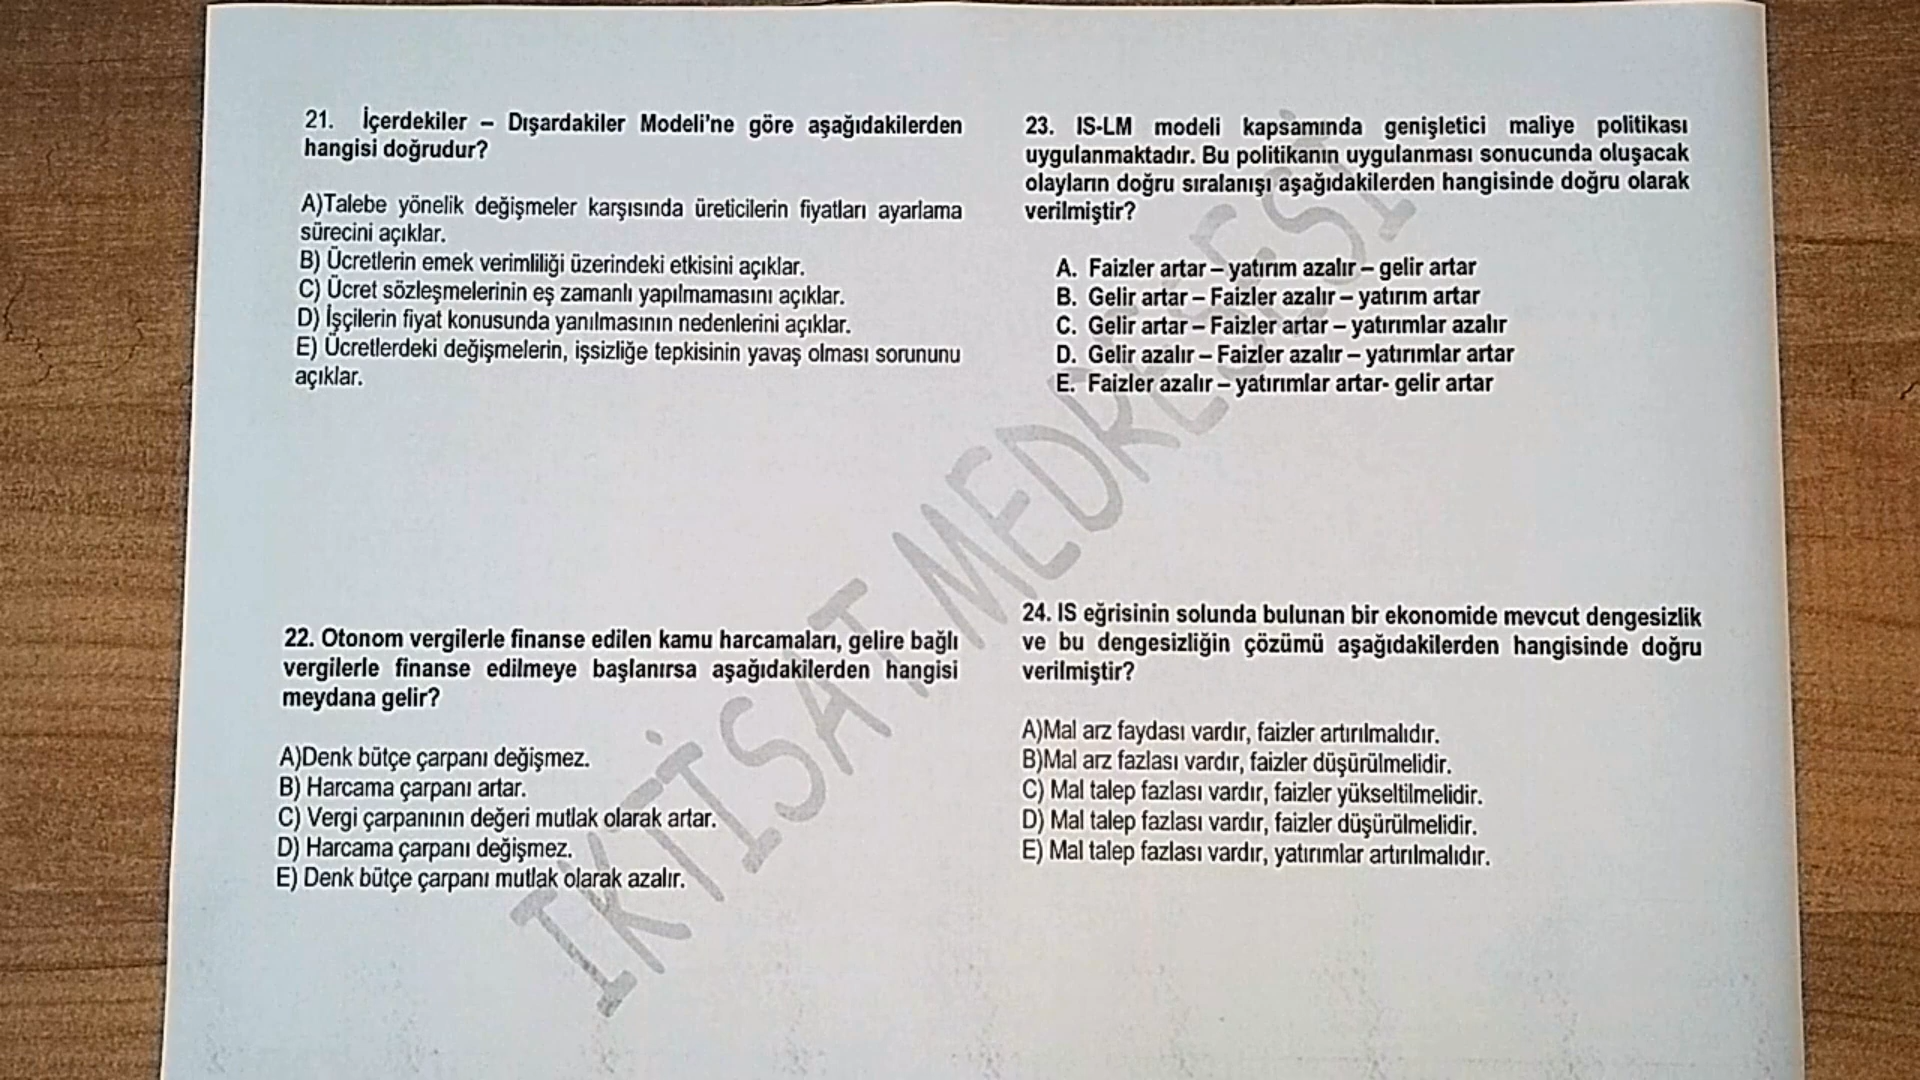 21. İçerdekiler – Dışardakiler Modeli'ne göre aşağıdakilerden
hangisi doğrudur?
A)Talebe yönelik değişmeler karşısında üreticilerin fiyatları ayarlama
sürecini açıklar.
B) Ücretlerin emek verimliliği üzerindeki etkisini açıklar.
C) Ücret sözleşmelerinin eş zamanlı yapılmamasını açıklar.
D) İşçilerin fiyat konusunda yanılmasının nedenlerini açıklar.
E) Ücretlerdeki değişmelerin, işsizliğe tepkisinin yavaş olması sorununu
açıklar.
22. Otonom vergilerle finanse edilen kamu harcamaları, gelire bağlı
vergilerle finanse edilmeye başlanırsa aşağıdakilerden hangisi
meydana gelir?
A)Denk bütçe çarpanı değişmez.
B) Harcama çarpanı artar.
C) Vergi çarpanının değeri mutlak olarak artar.
D) Harcama çarpanı değişmez.
E) Denk bütçe çarpanı mutlak olarak azalır.
23. IS-LM modeli kapsamında genişletici maliye politikası
uygulanmaktadır. Bu politikanın uygulanması sonucunda oluşacak
olayların doğru sıralanışı aşağıdakilerden hangisinde doğru olarak
verilmiştir?
A. Faizler artar – yatırım azalır – gelir artar
B. Gelir artar – Faizler azalır – yatırım artar
C. Gelir artar – Faizler artar – yatırımlar azalır
D. Gelir azalır – Faizler azalır – yatırımlar artar
E. Faizler azalır – yatırımlar artar- gelir artar
24. IS eğrisinin solunda bulunan bir ekonomide mevcut dengesizlik
ve bu dengesizliğin çözümü aşağıdakilerden hangisinde doğru
verilmiştir?
A)Mal arz faydası vardır, faizler artırılmalıdır.
B)Mal arz fazlası vardır, faizler düşürülmelidir.
C) Mal talep fazlası vardır, faizler yükseltilmelidir.
D) Mal talep fazlası vardır, faizler düşürülmelidir.
E) Mal talep fazlası vardır, yatırımlar artırılmalıdır.
İKTİSAT MEDRESESİ